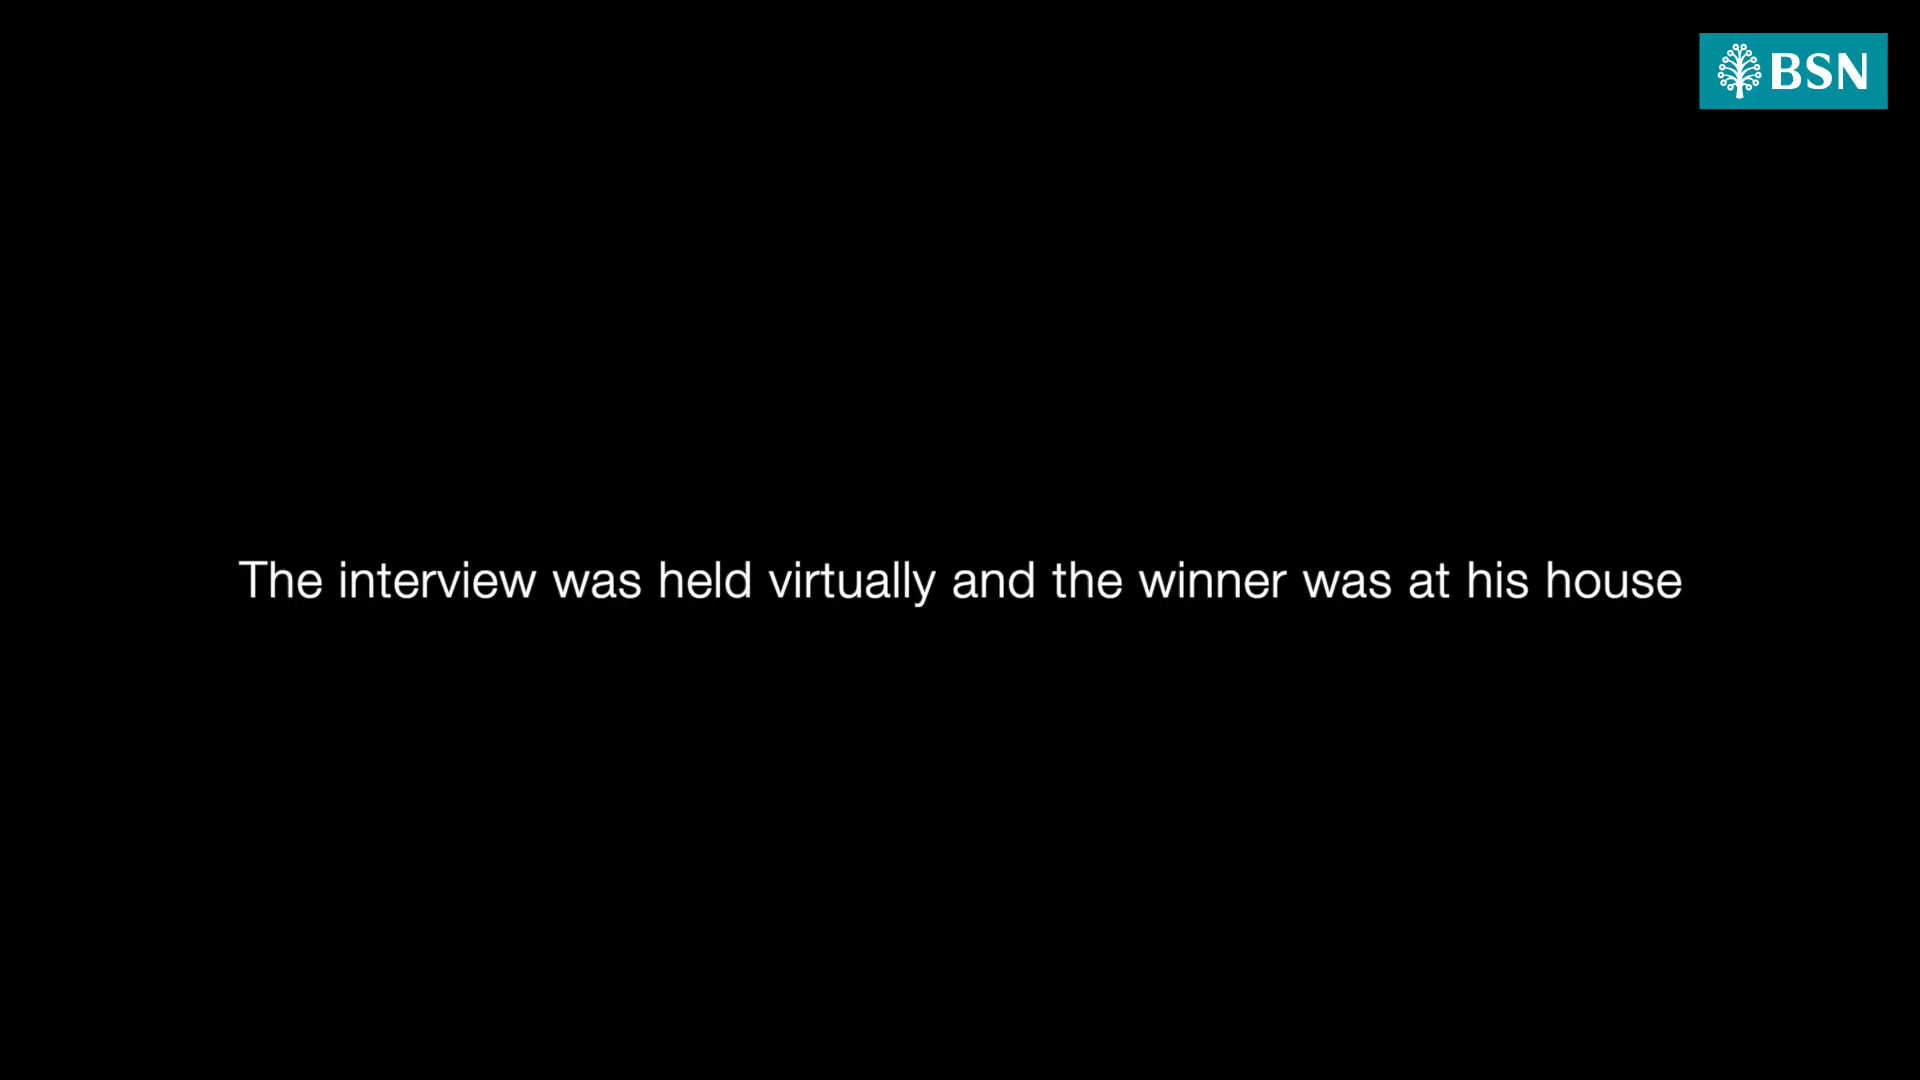 BSN
The interview was held virtually and the winner was at his house